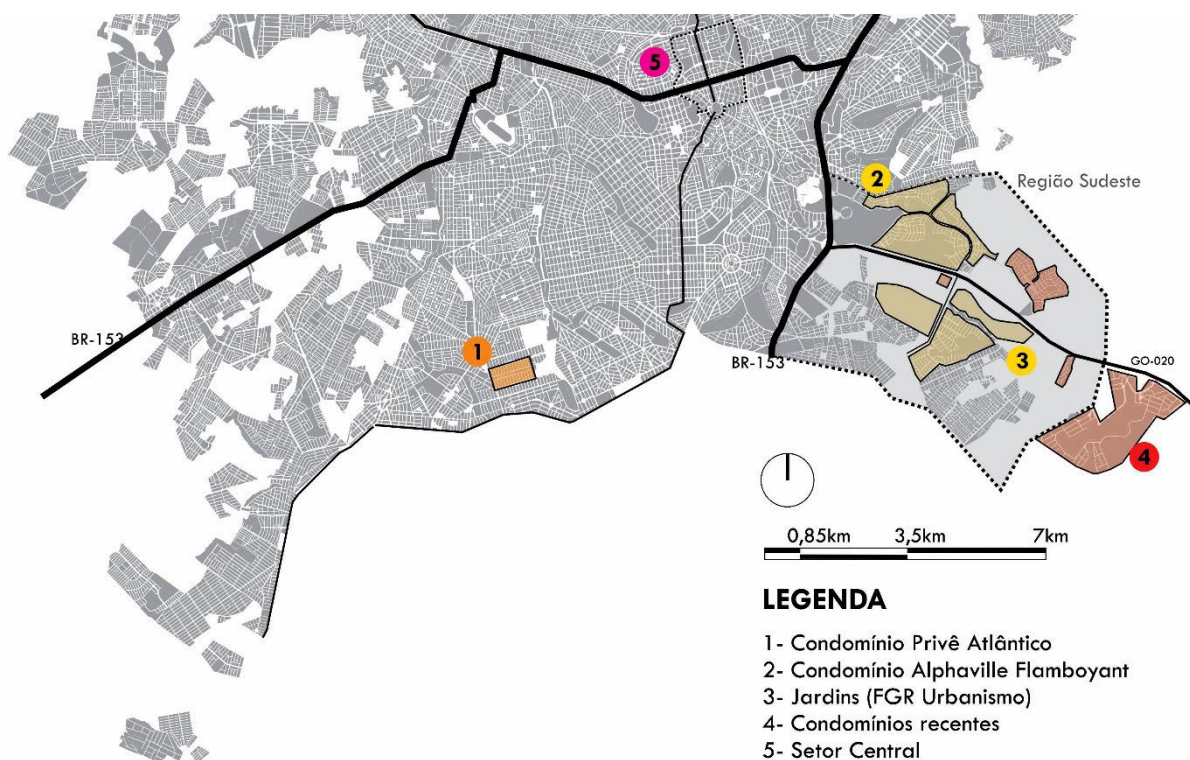 5
2
Região Sudeste
BR-153
1
BR-153
3
GO-020
4
0,85km 3,5km 7km
LEGENDA
1- Condomínio Privê Atlântico
2- Condomínio Alphaville Flamboyant
3- Jardins (FGR Urbanismo)
4- Condomínios recentes
5- Setor Central